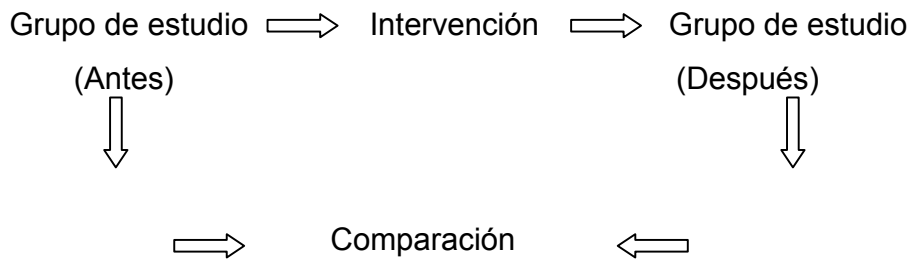 Grupo de estudio Intervención Grupo de estudio
(Antes) (Después)
Comparación